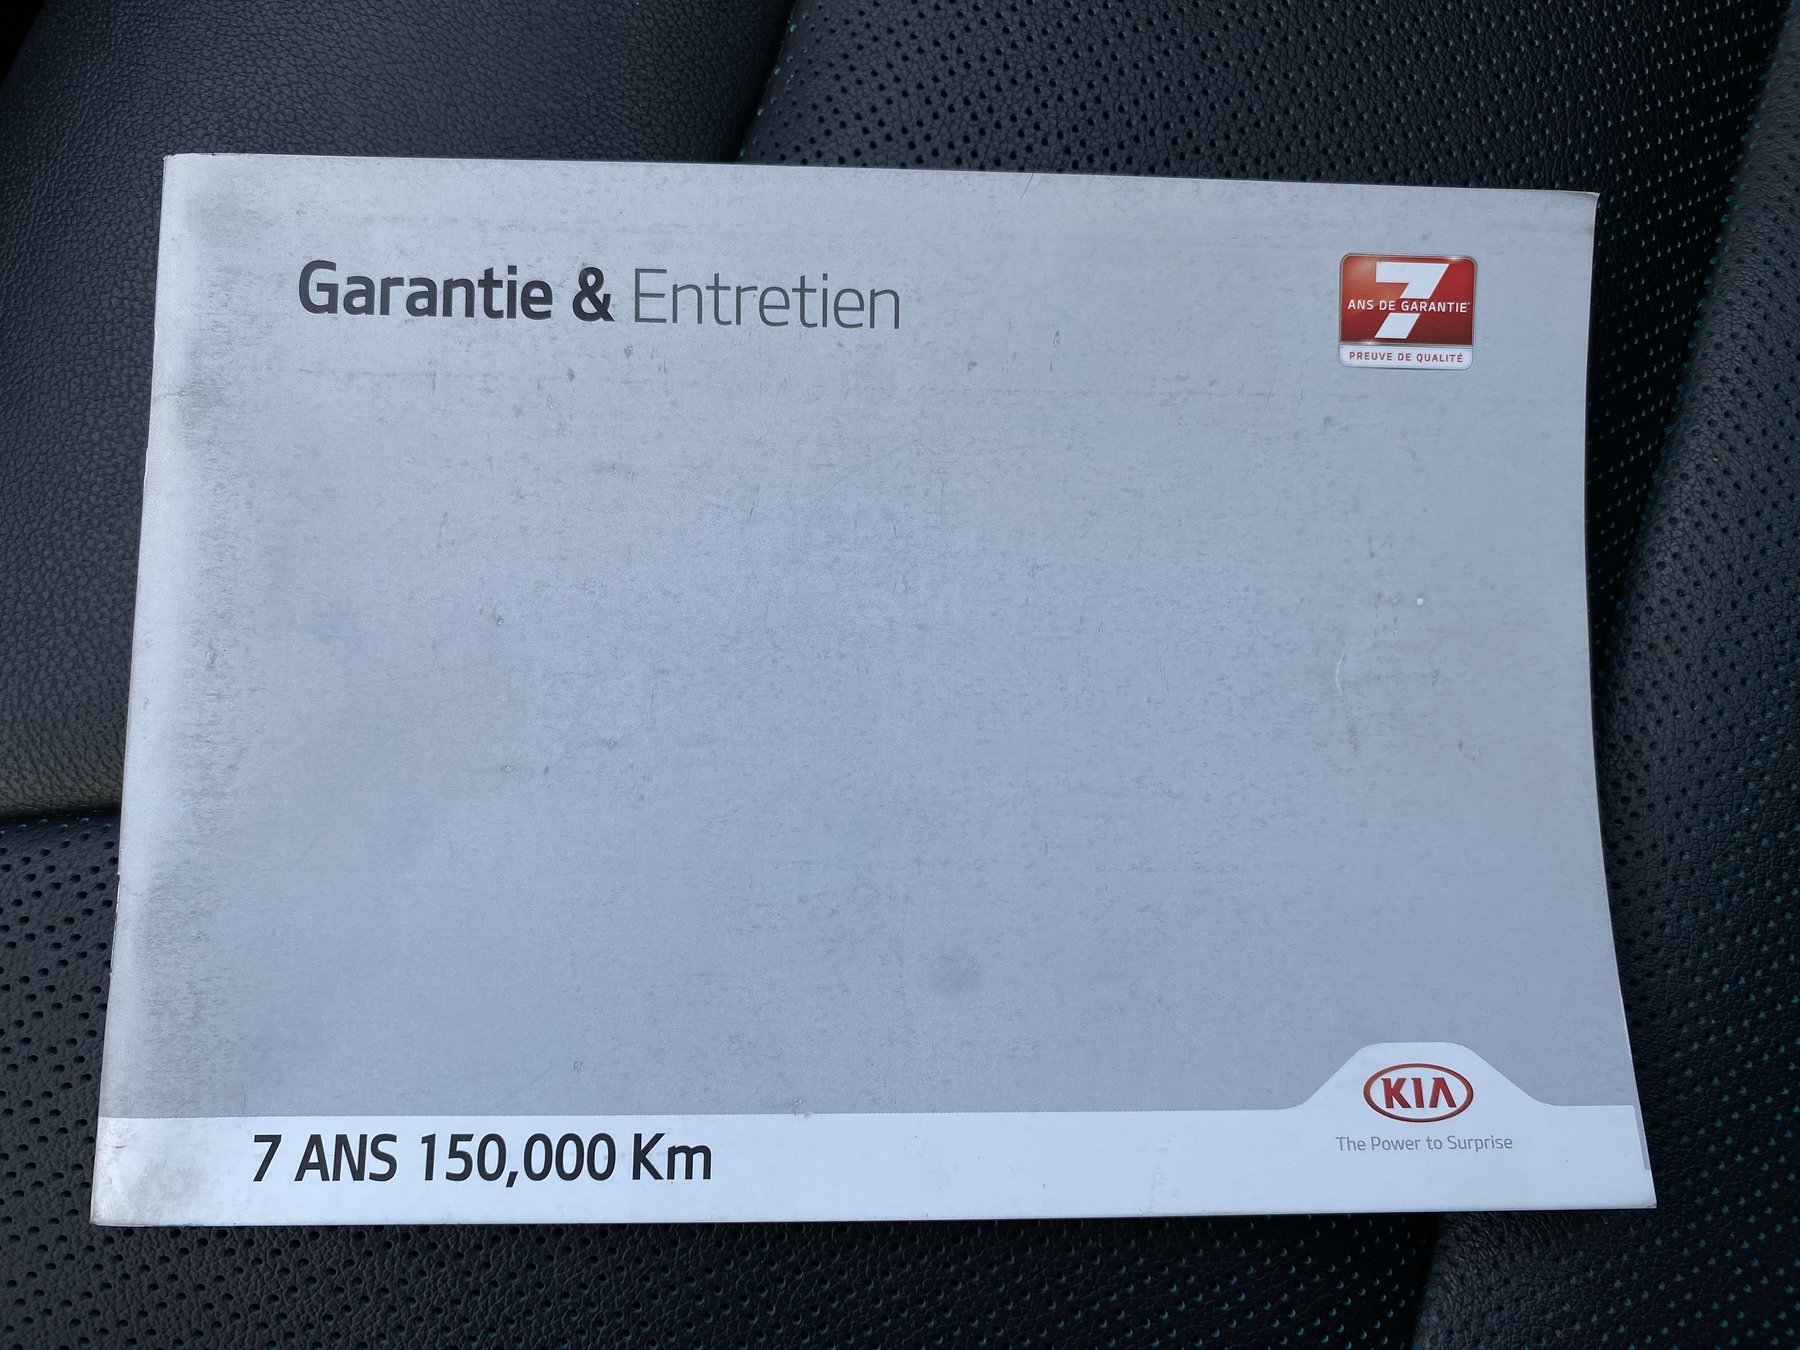 Garantie & Entretien
7
ANS DE GARANTIE*
PREUVE DE QUALITÉ
KIA
The Power to Surprise
7 ANS 150,000 Km